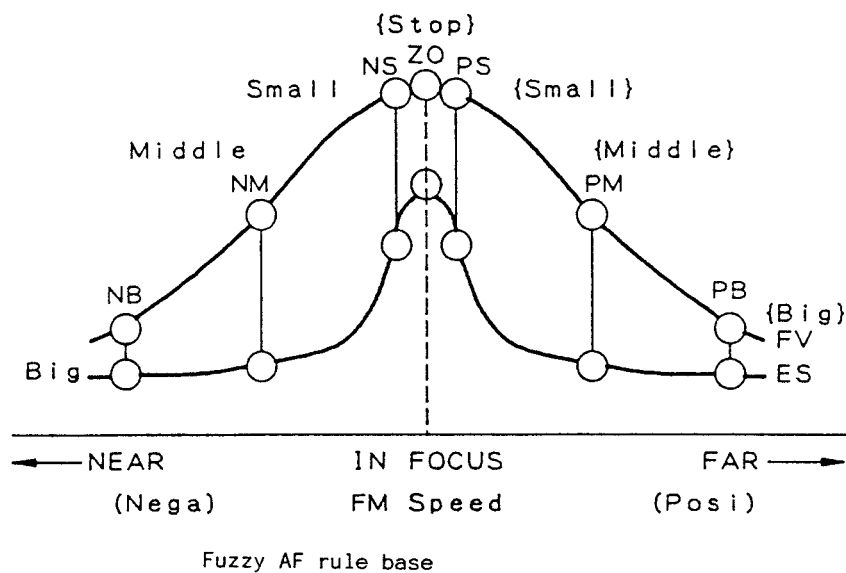 {Stop}
NS ZO PS
Small {Small}
Middle {Middle}
NM PM
NB PB
{Big}
FV
Big ES
NEAR IN FOCUS FAR
(Nega) FM Speed (Posi)
Fuzzy AF rule base